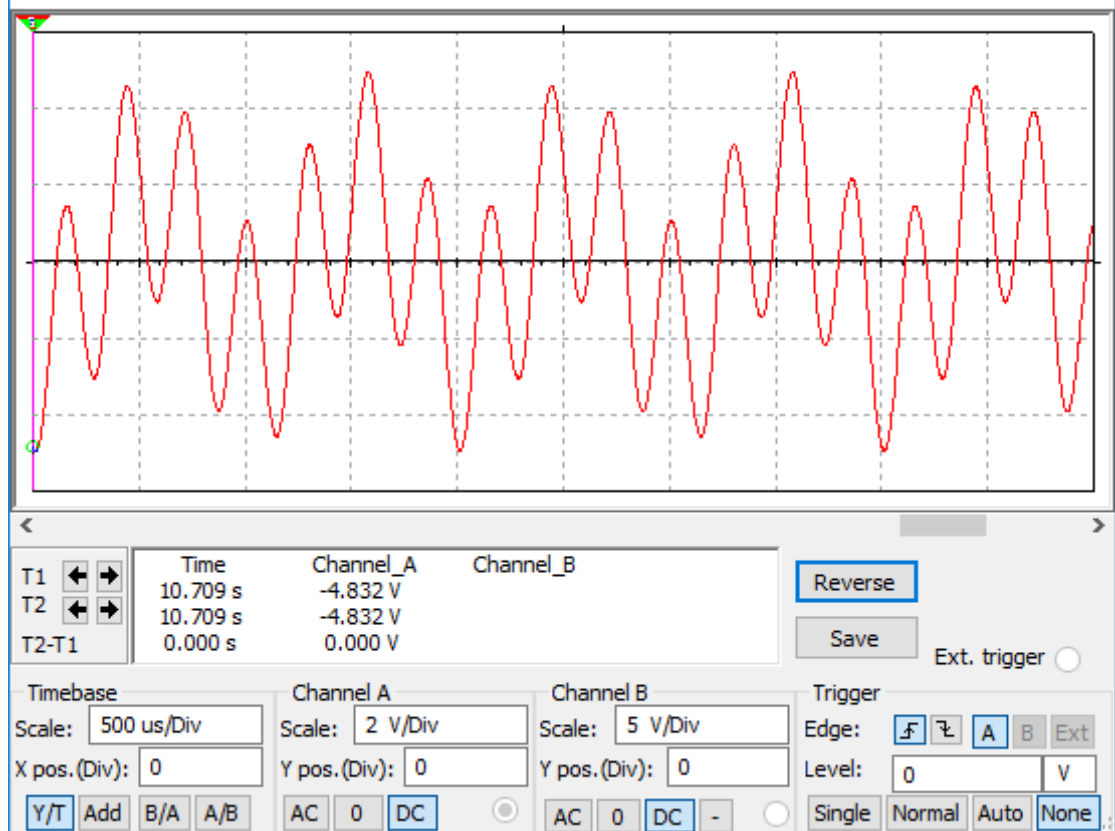 Time Channel_A Channel_B
T1 10.709 s -4.832 V
T2 10.709 s -4.832 V
T2-T1 0.000 s 0.000 V
Reverse
Save
Ext. trigger
Timebase
Scale: 500 us/Div
X pos.(Div): 0
Y/T Add B/A A/B
Channel A
Scale: 2 V/Div
Y pos.(Div): 0
AC 0 DC
Channel B
Scale: 5 V/Div
Y pos.(Div): 0
AC 0 DC -
Trigger
Edge: A B Ext
Level: 0 V
Single Normal Auto None